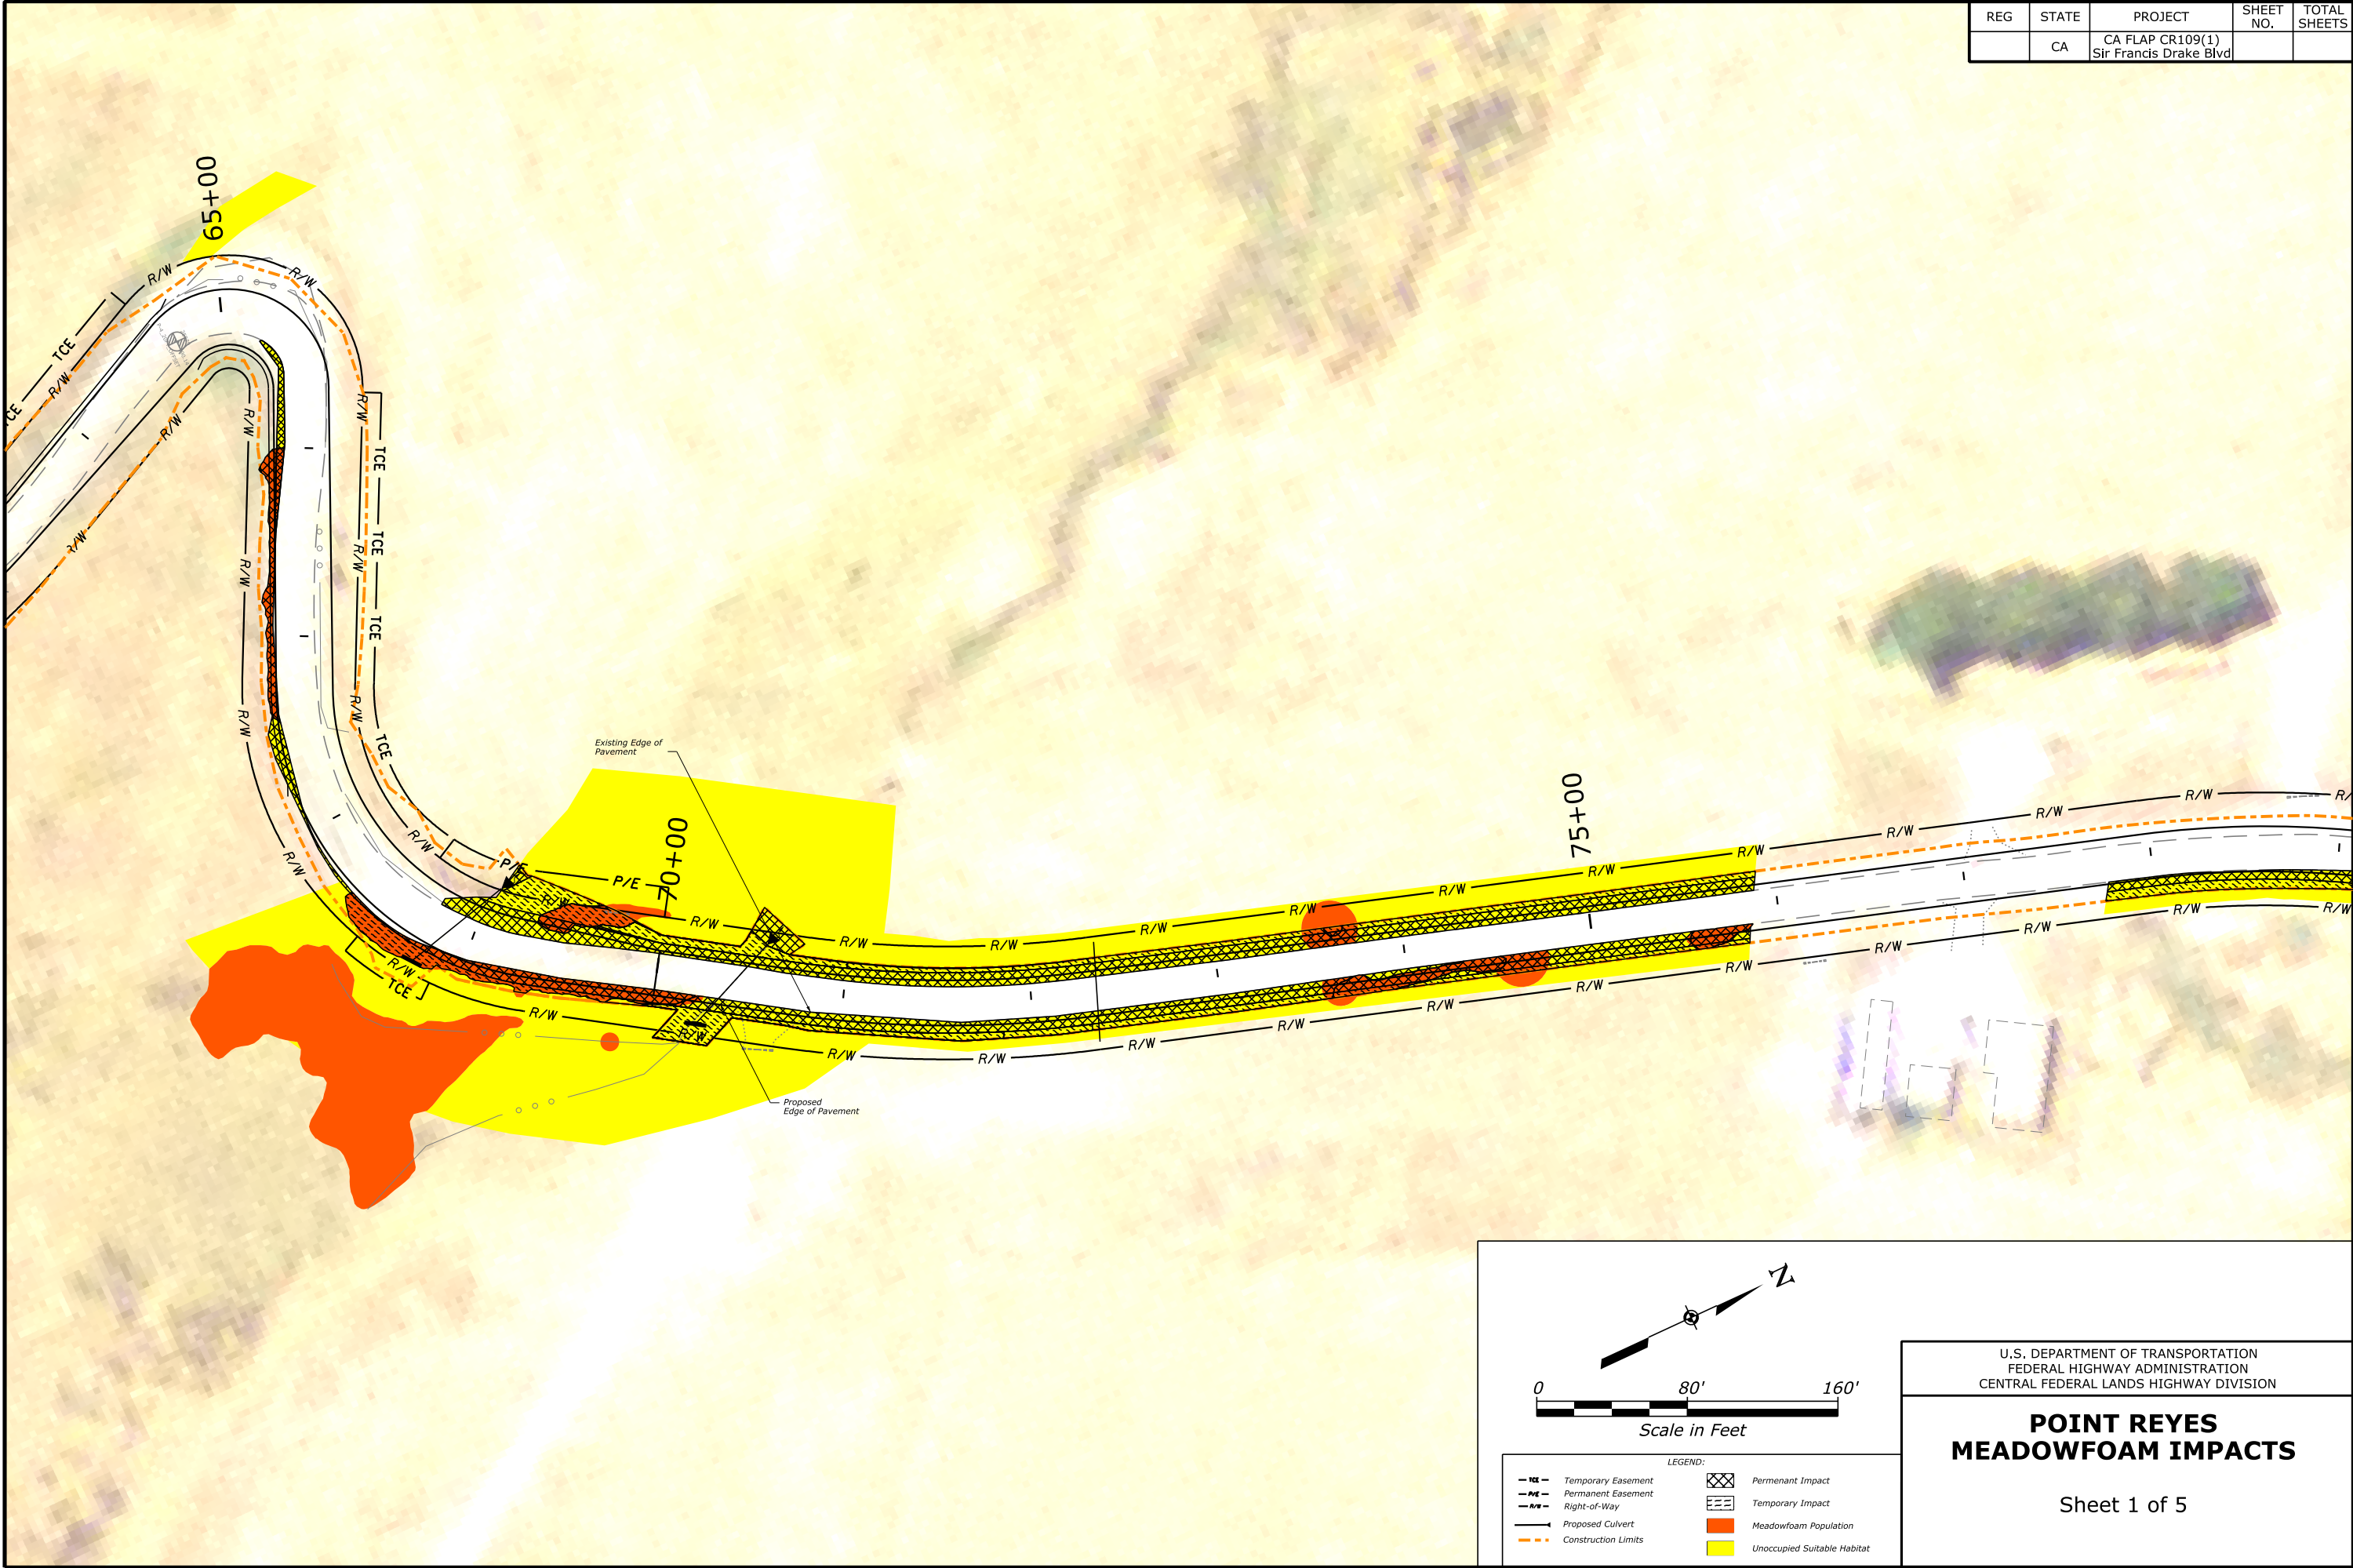 REG STATE PROJECT SHEET NO. TOTAL SHEETS
CA CA FLAP CR109(1) Sir Francis Drake Blvd
65+00
R/W
R/W
TCE
R/W
TCE
R/W
R/W
R/W
R/W
TCE
TCE
R/W
R/W
TCE
R/W
R/W
TCE
R/W
R/W
Existing Edge of
Pavement
P/E
P/E
70+00
R/W
R/W
R/W
R/W
R/W
R/W
R/W
R/W
75+00
R/W
R/W
R/W
R/W
R/W
TCE
R/W
R/W
R/W
R/W
R/W
R/W
R/W
R/W
R/W
R/W
R/W
R/W
R/W
R/W
Proposed
Edge of Pavement
N
0 80' 160'
Scale in Feet
LEGEND:
TCE Temporary Easement
P/E Permanent Easement
R/W Right-of-Way
Proposed Culvert
Construction Limits
Permenant Impact
Temporary Impact
Meadowfoam Population
Unoccupied Suitable Habitat
U.S. DEPARTMENT OF TRANSPORTATION
FEDERAL HIGHWAY ADMINISTRATION
CENTRAL FEDERAL LANDS HIGHWAY DIVISION
POINT REYES
MEADOWFOAM IMPACTS
Sheet 1 of 5